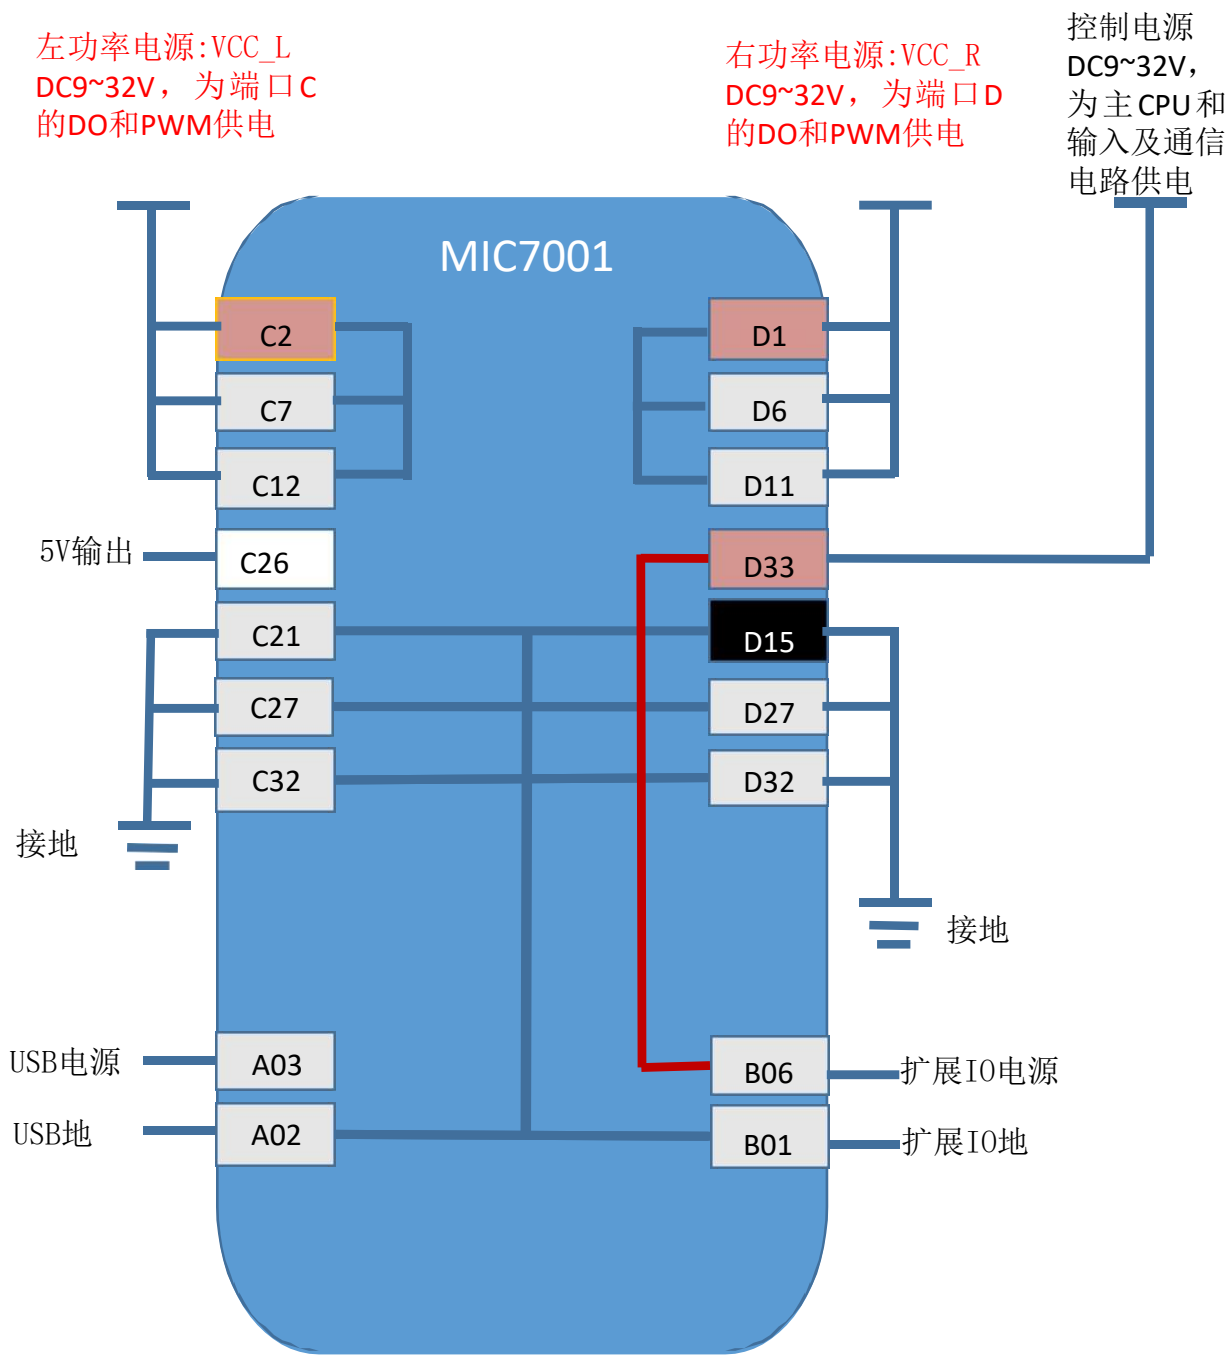 左功率电源:VCC_L
DC9~32V，为端口C
的DO和PWM供电
右功率电源:VCC_R
DC9~32V，为端口D
的DO和PWM供电
控制电源
DC9~32V，
为主CPU和
输入及通信
电路供电
MIC7001
C2
D1
C7
D6
C12
D11
5V输出
C26
D33
C21
D15
C27
D27
C32
D32
接地
接地
USB电源
A03
B06
扩展IO电源
USB地
A02
B01
扩展IO地